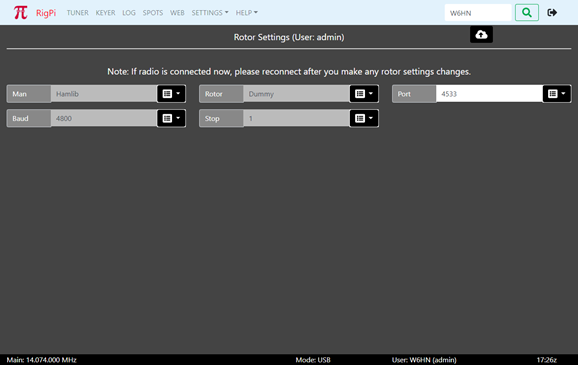 RigPi TUNER KEYER LOG SPOTS WEB SETTINGS HELP W6HN
Rotor Settings (User: admin)
Note: If radio is connected now, please reconnect after you make any rotor settings changes.
Man Hamlib Rotor Dummy Port 4533
Baud 4800 Stop 1
Main: 14.074.000 MHz Mode: USB User: W6HN (admin) 17:26z